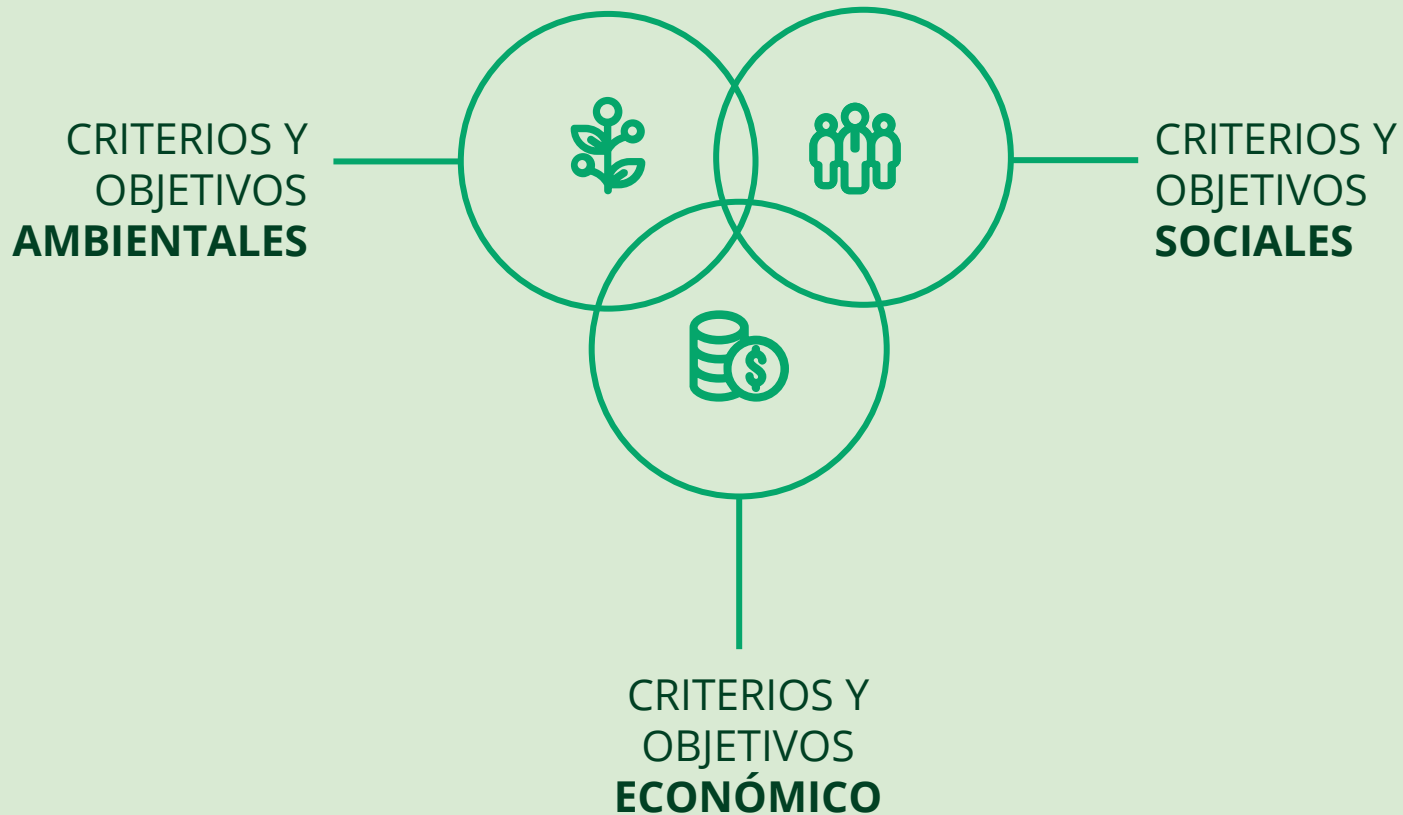 CRITERIOS Y
OBJETIVOS
AMBIENTALES
CRITERIOS Y
OBJETIVOS
SOCIALES
$
CRITERIOS Y
OBJETIVOS
ECONÓMICO